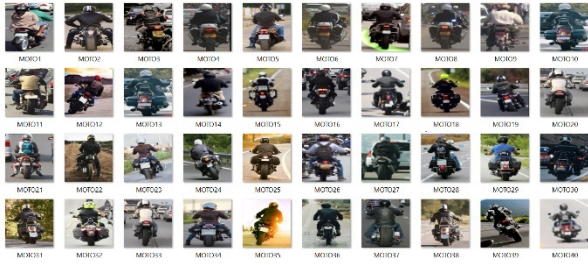 MOTO1 MOTO2 MOTO3 MOTO4 MOTO5 MOTO6 MOTO7 MOTO8 MOTO9 MOTO10
MOTO11 MOTO12 MOTO13 MOTO14 MOTO15 MOTO16 MOTO17 MOTO18 MOTO19 MOTO20
MOTO21 MOTO22 MOTO23 MOTO24 MOTO25 MOTO26 MOTO27 MOTO28 MOTO29 MOTO30
MOTO31 MOTO32 MOTO33 MOTO34 MOTO35 MOTO36 MOTO37 MOTO38 MOTO39 MOTO40